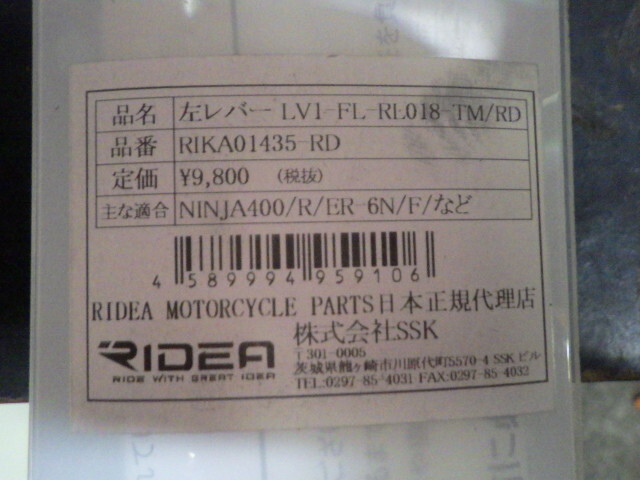 品名 左レバー LV1-FL-RL018-TM/RD
品番 RIKA01435-RD
定価 ¥9,800 (税抜)
主な適合 NINJA400/R/ER-6N/F/など
4 589994 959106
RIDEA MOTORCYCLE PARTS日本正規代理店
RIDEA
RIDE WITH GREAT IDEA
株式会社SSK
〒301-0005
茨城県龍ヶ崎市川原代町5570-4 SSKビル
TEL:0297-85-4031 FAX:0297-85-4032